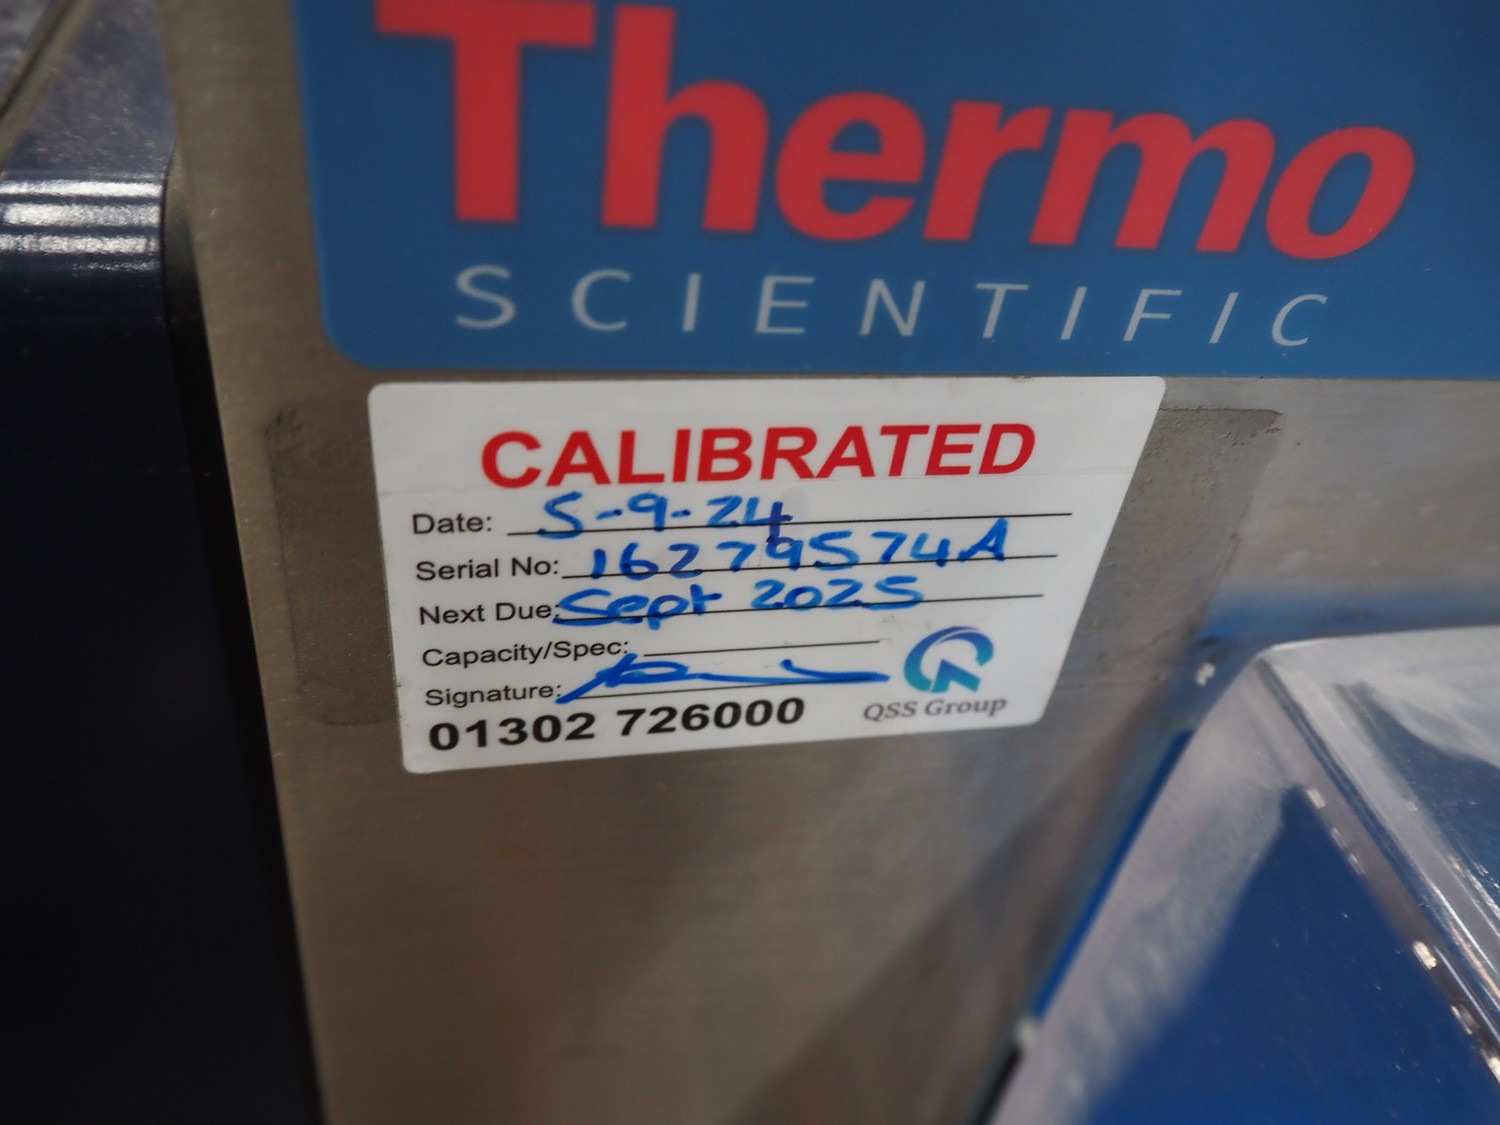 Thermo
SCIENTIFIC
CALIBRATED
Date: 5-9-24
Serial No: 16279574A
Next Due: Sept 2025
Capacity/Spec:
Signature:
01302 726000
QSS Group